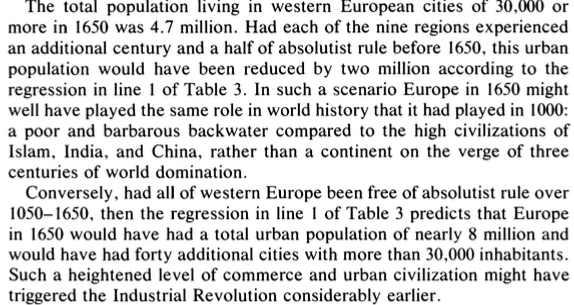 The total population living in western European cities of 30,000 or
more in 1650 was 4.7 million. Had each of the nine regions experienced
an additional century and a half of absolutist rule before 1650, this urban
population would have been reduced by two million according to the
regression in line 1 of Table 3. In such a scenario Europe in 1650 might
well have played the same role in world history that it had played in 1000:
a poor and barbarous backwater compared to the high civilizations of
Islam, India, and China, rather than a continent on the verge of three
centuries of world domination.
Conversely, had all of western Europe been free of absolutist rule over
1050–1650, then the regression in line 1 of Table 3 predicts that Europe
in 1650 would have had a total urban population of nearly 8 million and
would have had forty additional cities with more than 30,000 inhabitants.
Such a heightened level of commerce and urban civilization might have
triggered the Industrial Revolution considerably earlier.